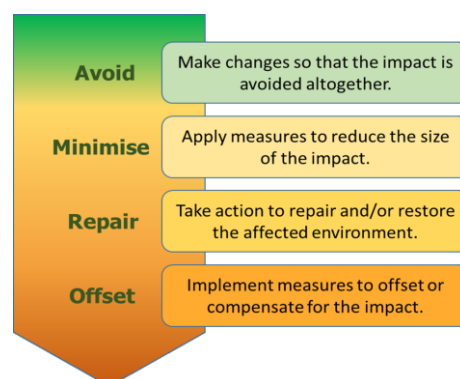 Avoid
Make changes so that the impact is
avoided altogether.
Minimise
Apply measures to reduce the size
of the impact.
Repair
Take action to repair and/or restore
the affected environment.
Offset
Implement measures to offset or
compensate for the impact.